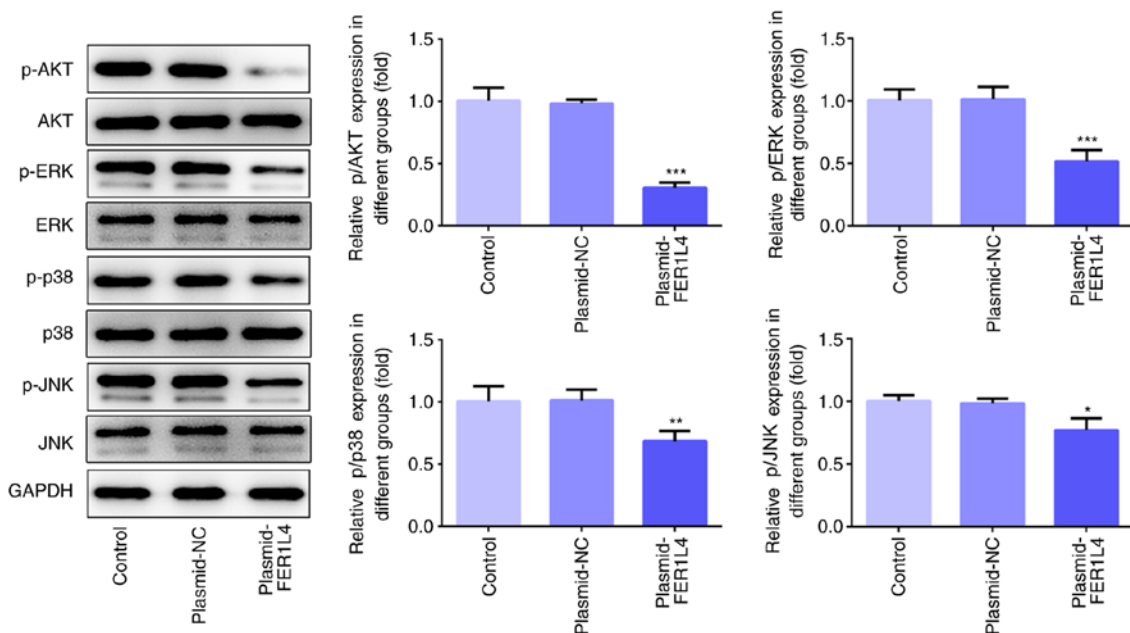 p-AKT
AKT
p-ERK
ERK
p-p38
p38
p-JNK
JNK
GAPDH
Control
Plasmid-NC
Plasmid-
FER1L4
Relative p/AKT expression in
different groups (fold)
1.5
1.0
0.5
0.0
***
Control
Plasmid-NC
Plasmid-
FER1L4
Relative p/ERK expression in
different groups (fold)
1.5
1.0
0.5
0.0
***
Control
Plasmid-NC
Plasmid-
FER1L4
Relative p/p38 expression in
different groups (fold)
1.5
1.0
0.5
0.0
**
Control
Plasmid-NC
Plasmid-
FER1L4
Relative p/JNK expression in
different groups (fold)
1.5
1.0
0.5
0.0
*
Control
Plasmid-NC
Plasmid-
FER1L4